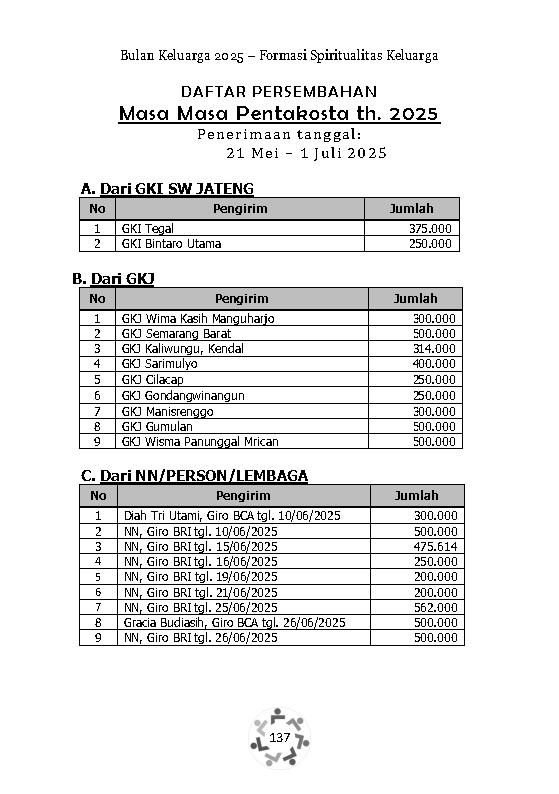 Bulan Keluarga 2025 – Formasi Spiritualitas Keluarga
DAFTAR PERSEMBAHAN
Masa Masa Pentakosta th. 2025
Penerimaan tanggal:
21 Mei – 1 Juli 2025
A. Dari GKI SW JATENG
No Pengirim Jumlah
1 GKI Tegal 375.000
2 GKI Bintaro Utama 250.000
B. Dari GKJ
No Pengirim Jumlah
1 GKJ Wima Kasih Manguharjo 300.000
2 GKJ Semarang Barat 500.000
3 GKJ Kaliwungu, Kendal 314.000
4 GKJ Sarimulyo 400.000
5 GKJ Cilacap 250.000
6 GKJ Gondangwinangun 250.000
7 GKJ Manisrenggo 300.000
8 GKJ Gumulan 500.000
9 GKJ Wisma Panunggal Mrican 500.000
C. Dari NN/PERSON/LEMBAGA
No Pengirim Jumlah
1 Diah Tri Utami, Giro BCA tgl. 10/06/2025 300.000
2 NN, Giro BRI tgl. 10/06/2025 500.000
3 NN, Giro BRI tgl. 15/06/2025 475.614
4 NN, Giro BRI tgl. 16/06/2025 250.000
5 NN, Giro BRI tgl. 19/06/2025 200.000
6 NN, Giro BRI tgl. 21/06/2025 200.000
7 NN, Giro BRI tgl. 25/06/2025 562.000
8 Gracia Budiasih, Giro BCA tgl. 26/06/2025 500.000
9 NN, Giro BRI tgl. 26/06/2025 500.000
137